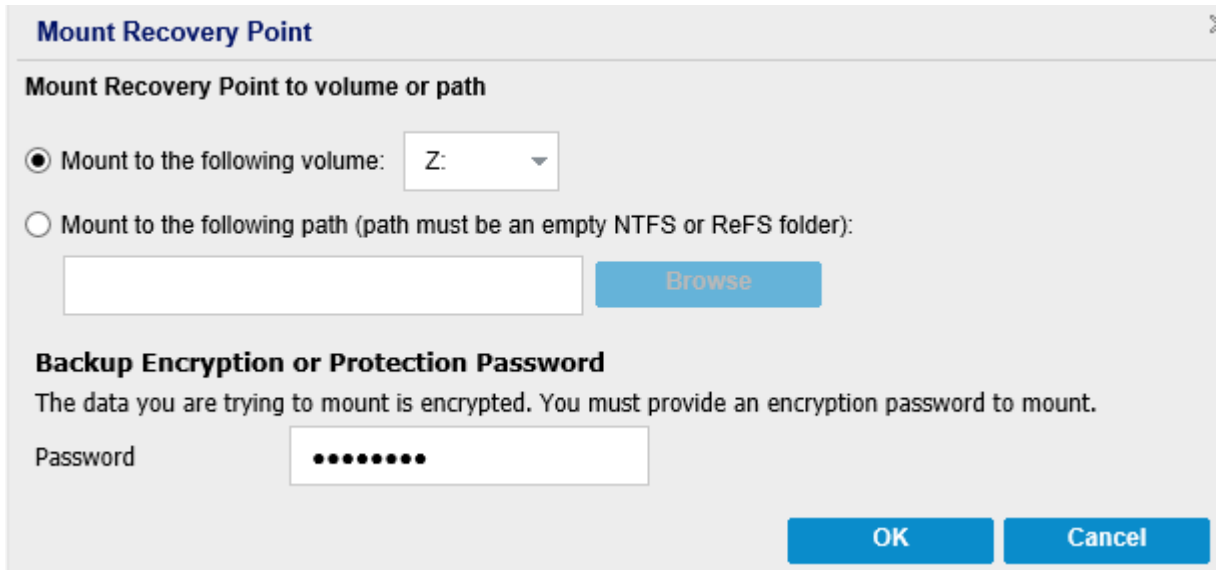 Mount Recovery Point
Mount Recovery Point to volume or path
Mount to the following volume: Z:
Mount to the following path (path must be an empty NTFS or ReFS folder):
Browse
Backup Encryption or Protection Password
The data you are trying to mount is encrypted. You must provide an encryption password to mount.
Password ••••••••
OK Cancel